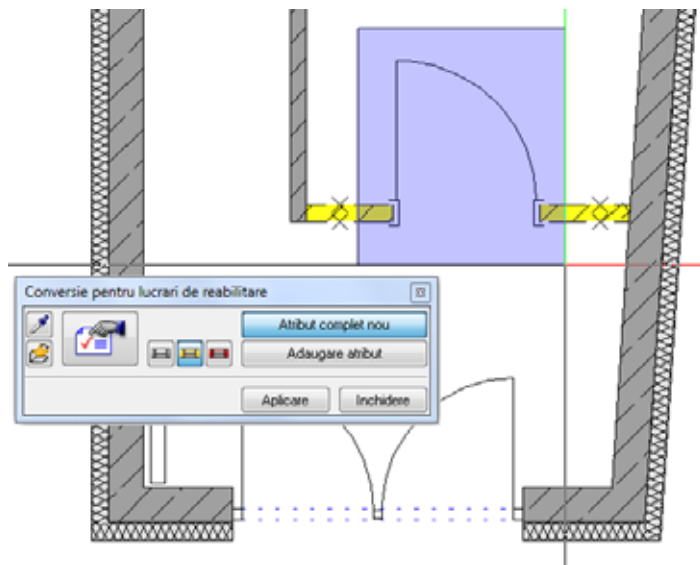 Conversie pentru lucrari de reabilitare
Atribut complet nou
Adaugare atribut
Aplicare
Inchidere